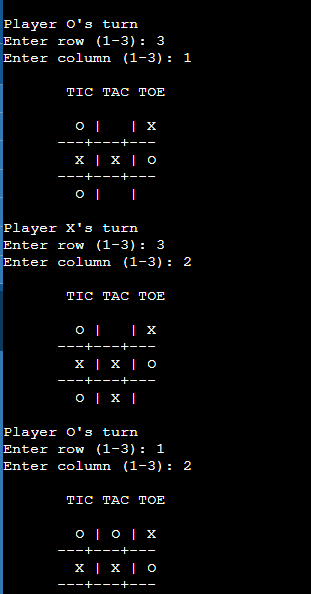 Player O's turn
Enter row (1-3): 3
Enter column (1-3): 1
TIC TAC TOE
O |   | X
---+---+---
X | X | O
---+---+---
O |   |
Player X's turn
Enter row (1-3): 3
Enter column (1-3): 2
TIC TAC TOE
O |   | X
---+---+---
X | X | O
---+---+---
O | X |
Player O's turn
Enter row (1-3): 1
Enter column (1-3): 2
TIC TAC TOE
O | O | X
---+---+---
X | X | O
---+---+---